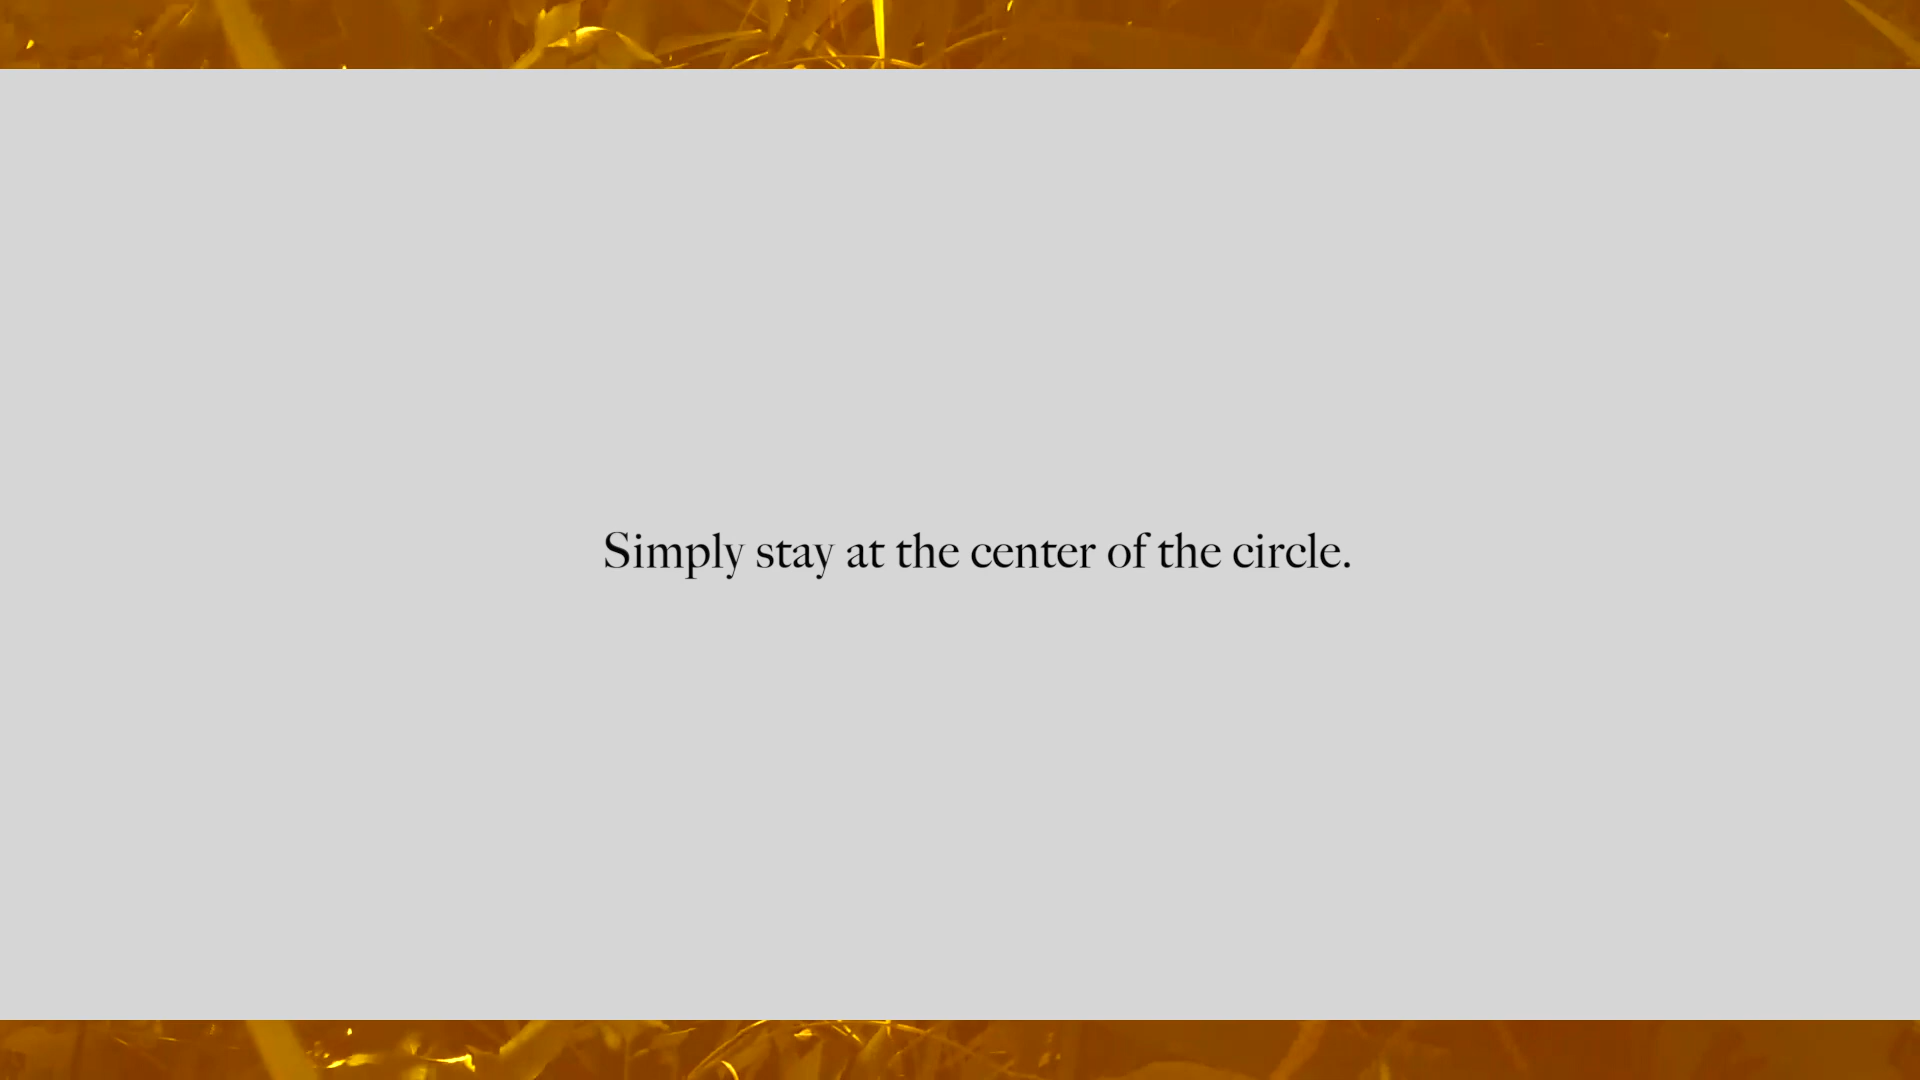 Simply stay at the center of the circle.